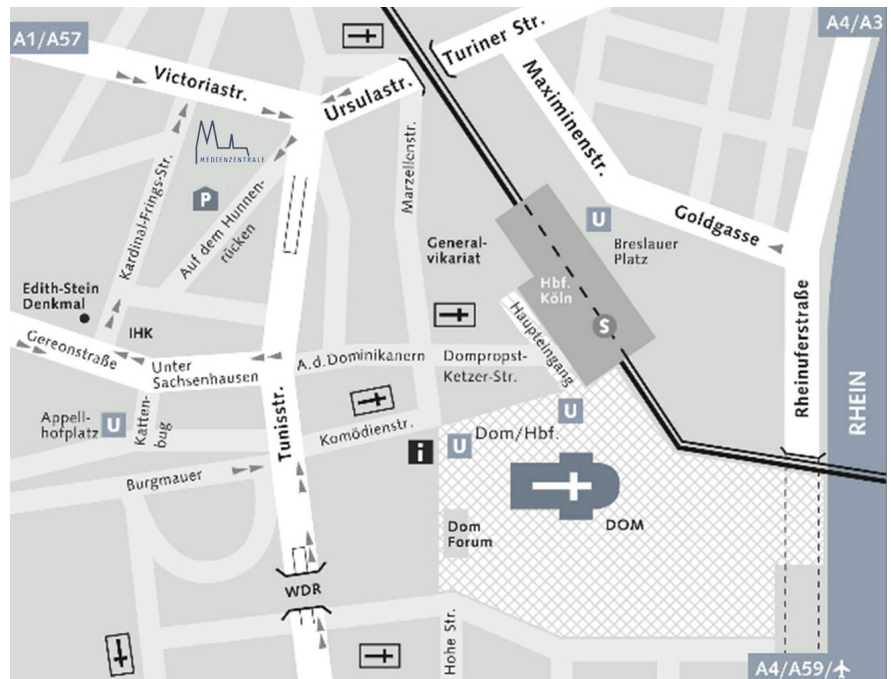 A1/A57
A4/A3
Turiner Str.
Victoriastr.
Ursulastr.
Maximinenstr.
MEDIENZENTRALE
Kardinal-Frings-Str.
P
Auf dem Hunnen-
rücken
Marzellenstr.
U
Goldgasse
General-
vikariat
Breslauer
Platz
Hbf.
Köln
Edith-Stein
Denkmal
S
Haupteingang
Rheinuferstraße
RHEIN
IHK
Gereonstraße
Unter
Sachsenhausen
A.d.Dominikanern
Dompropst-
Ketzer-Str.
Appell-
hofplatz
U
Katten-
bug
Tunisstr.
Komödienstr.
U
i
U
Dom/Hbf.
Burgmauer
DOM
Dom
Forum
WDR
Hohe Str.
A4/A59/